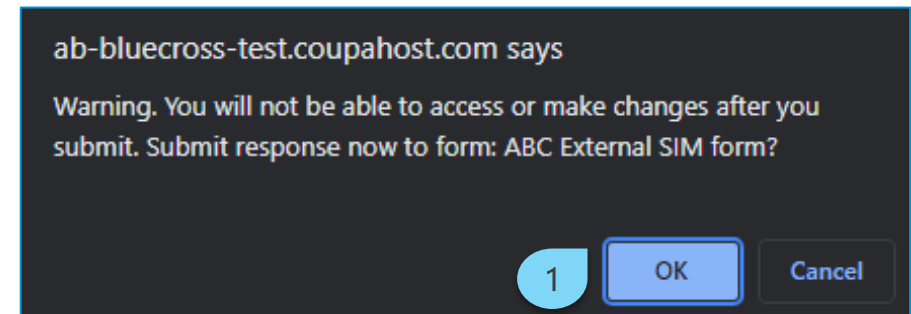 ab-bluecross-test.coupahost.com says
Warning. You will not be able to access or make changes after you
submit. Submit response now to form: ABC External SIM form?
1 OK Cancel